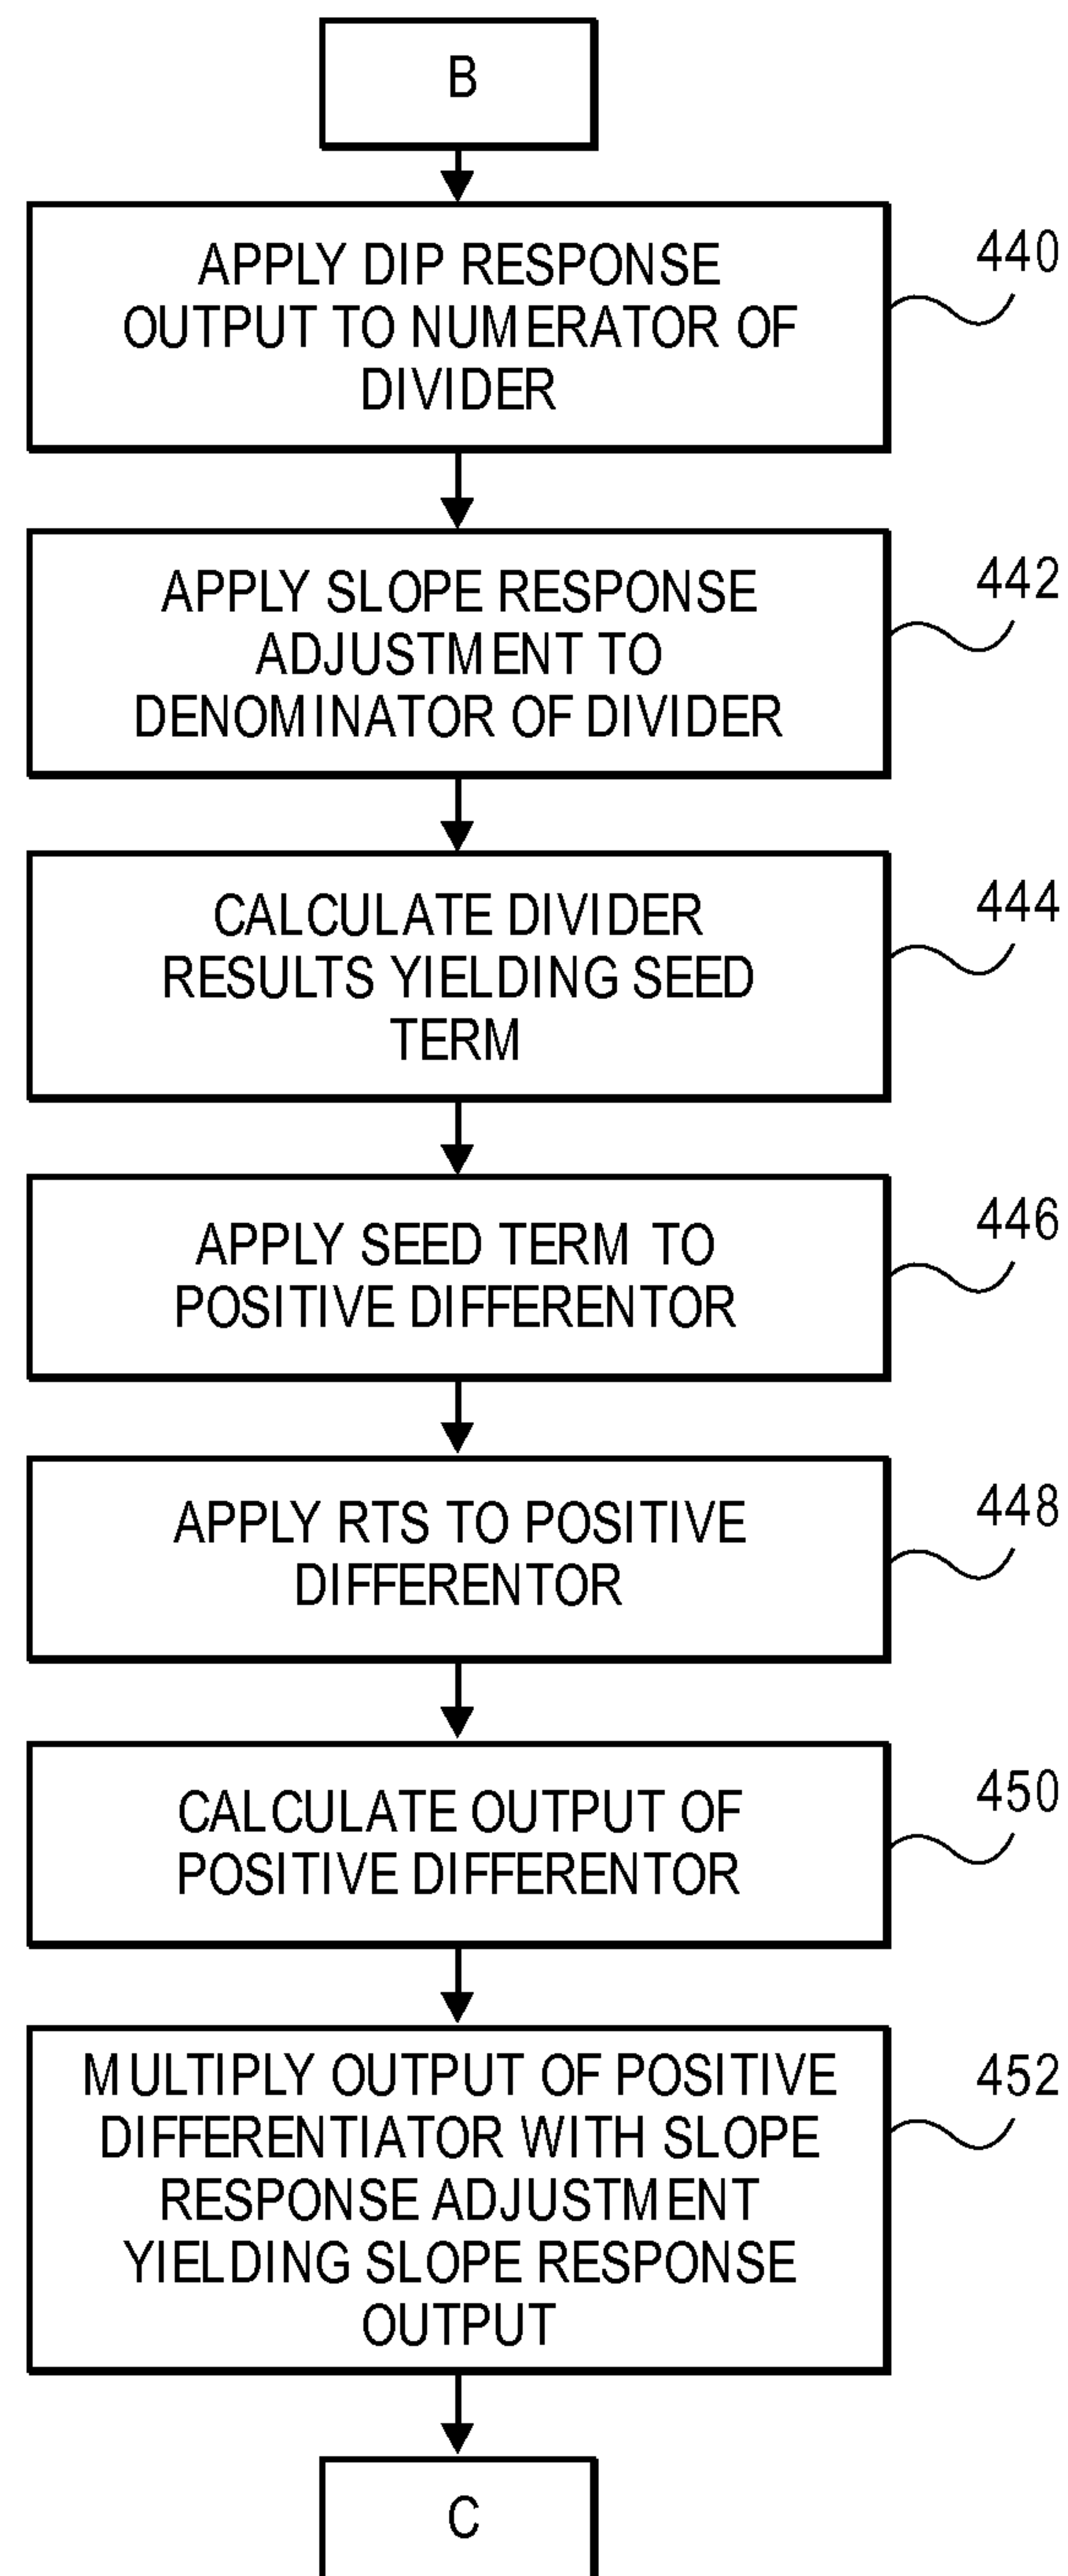 B
APPLY DIP RESPONSE
OUTPUT TO NUMERATOR OF
DIVIDER
440
APPLY SLOPE RESPONSE
ADJUSTMENT TO
DENOMINATOR OF DIVIDER
442
CALCULATE DIVIDER
RESULTS YIELDING SEED
TERM
444
APPLY SEED TERM TO
POSITIVE DIFFERENTOR
446
APPLY RTS TO POSITIVE
DIFFERENTOR
448
CALCULATE OUTPUT OF
POSITIVE DIFFERENTOR
450
MULTIPLY OUTPUT OF POSITIVE
DIFFERENTIATOR WITH SLOPE
RESPONSE ADJUSTMENT
YIELDING SLOPE RESPONSE
OUTPUT
452
C